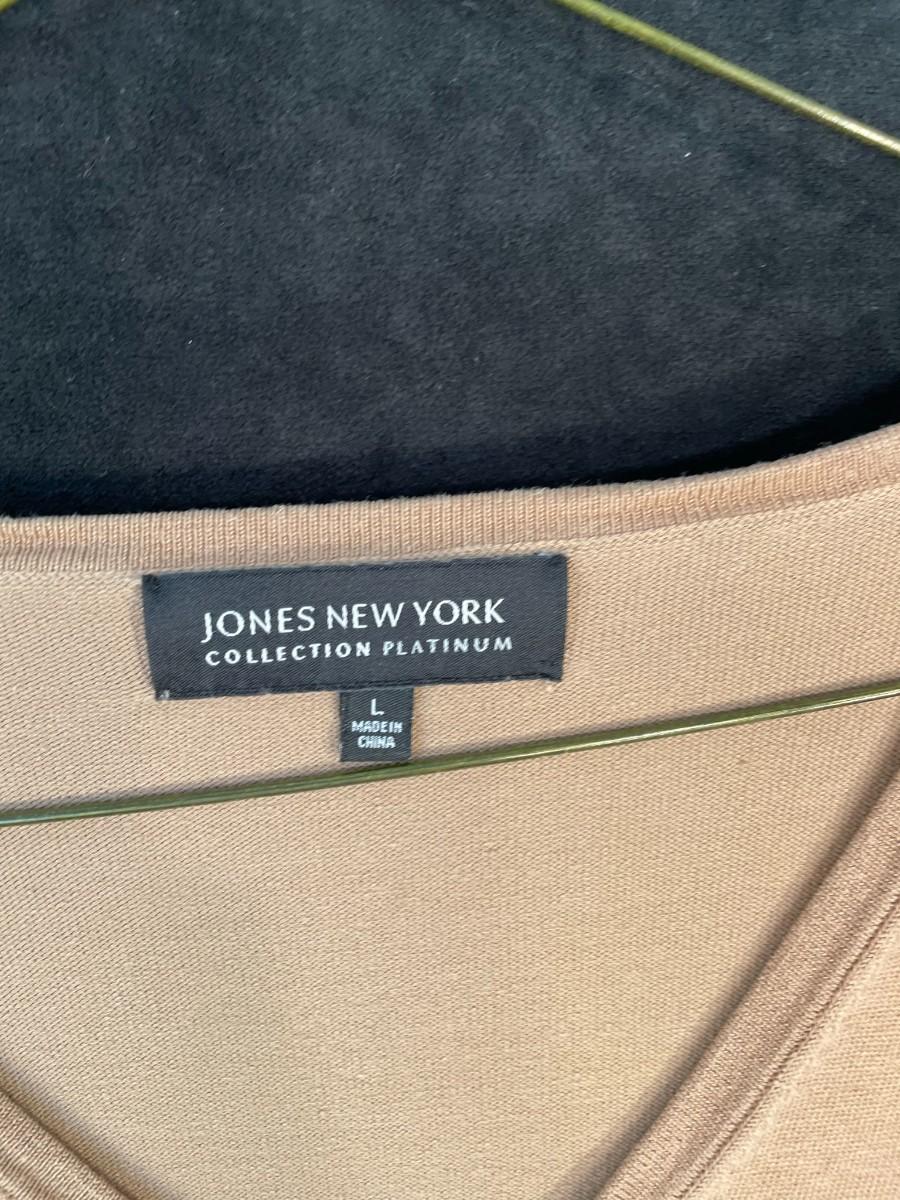 JONES NEW YORK
COLLECTION PLATINUM
L
MADE IN
CHINA